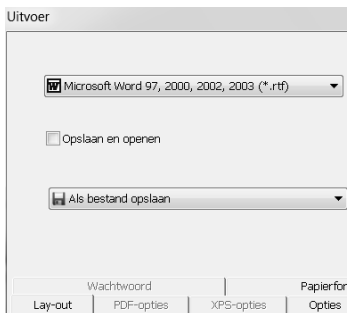 Uitvoer
Microsoft Word 97, 2000, 2002, 2003 (*.rtf)
Opslaan en openen
Als bestand opslaan
Wachtwoord Papierfor
Lay-out PDF-opties XPS-opties Opties